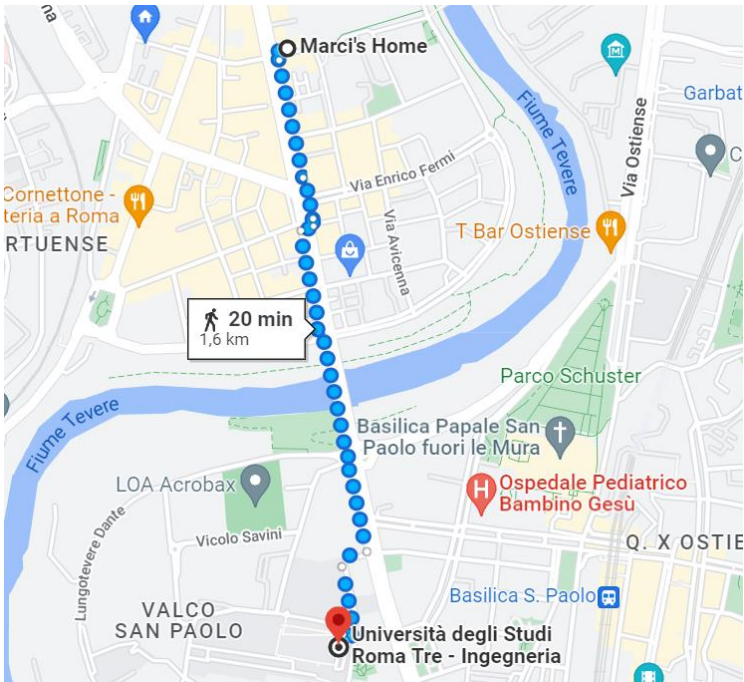 na
Marci's Home
Fiume Tevere
Garbat
C
Via Ostiense
Via Enrico Fermi
Cornettone -
teria a Roma
T Bar Ostiense
Via Avicenna
RTUENSE
20 min
1,6 km
Parco Schuster
Fiume Tevere
Basilica Papale San
Paolo fuori le Mura
LOA Acrobax
Ospedale Pediatrico
Bambino Gesù
H
Vicolo Savini
Q. X OSTIE
Lungotevere Dante
Basilica S. Paolo
VALCO
SAN PAOLO
Università degli Studi
Roma Tre - Ingegneria